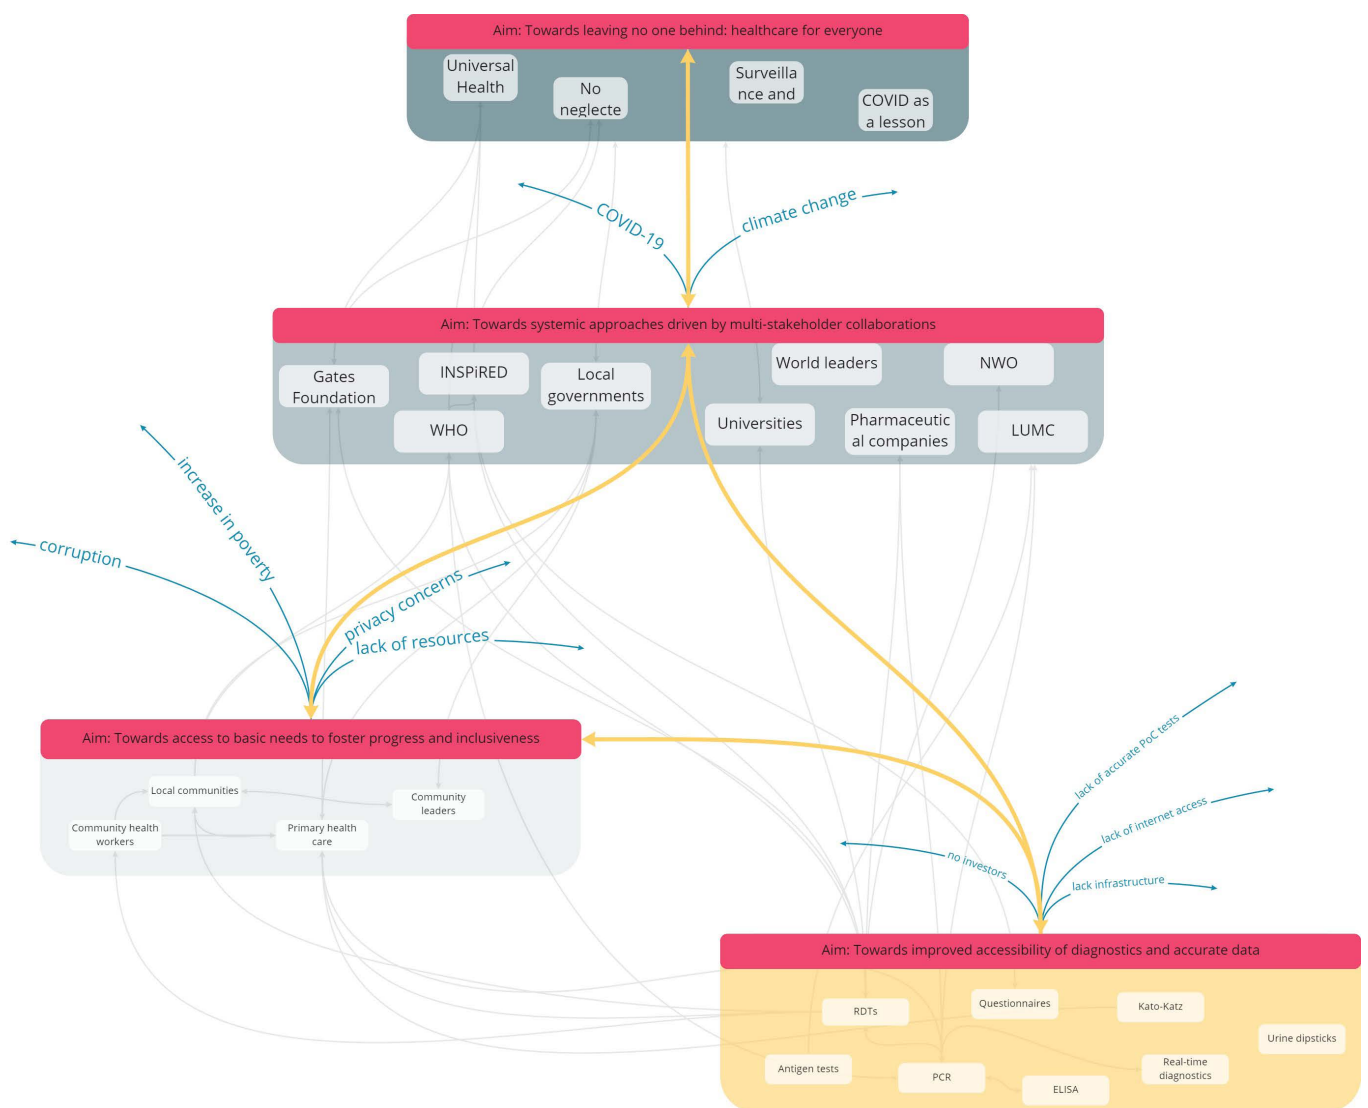 Aim: Towards leaving no one behind: healthcare for everyone
Universal
Health
No
neglecte
Surveilla
nce and
COVID as
a lesson
COVID-19
climate change
Aim: Towards systemic approaches driven by multi-stakeholder collaborations
Gates
Foundation
INSPiRED
WHO
Local
governments
World leaders
Universities
Pharmaceutic
al companies
NWO
LUMC
increase in poverty
corruption
privacy concerns
lack of resources
Aim: Towards access to basic needs to foster progress and inclusiveness
Local communities
Community
leaders
Community health
workers
Primary health
care
lack of accurate PoC tests
lack of internet access
no investors
lack infrastructure
Aim: Towards improved accessibility of diagnostics and accurate data
RDTs
Questionnaires
Kato-Katz
Urine dipsticks
Antigen tests
PCR
ELISA
Real-time
diagnostics